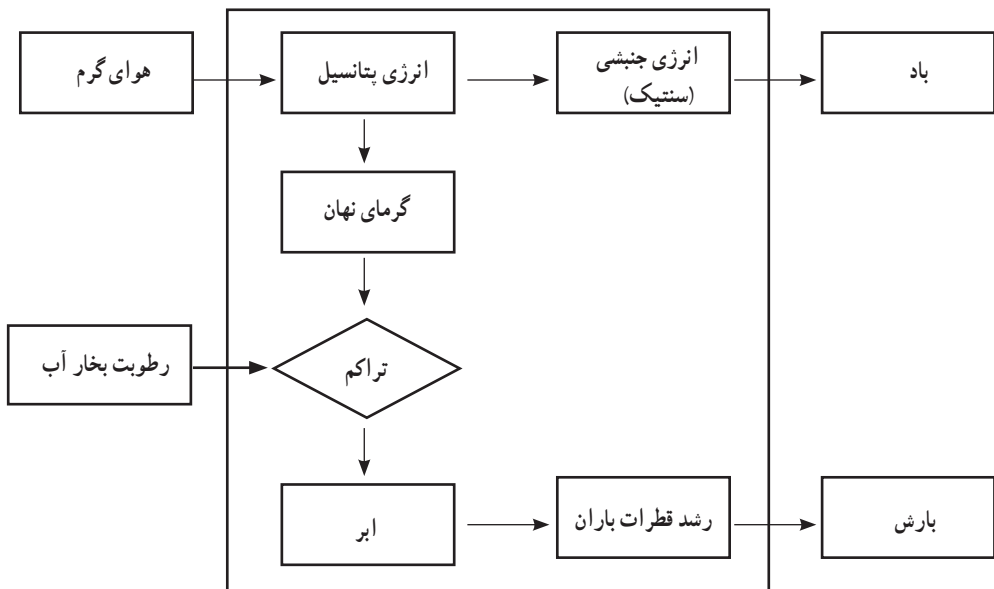 هوای گرم
انرژی پتانسیل
انرژی جنبشی
(سنتیک)
باد
گرمای نهان
رطوبت بخار آب
تراکم
ابر
رشد قطرات باران
بارش